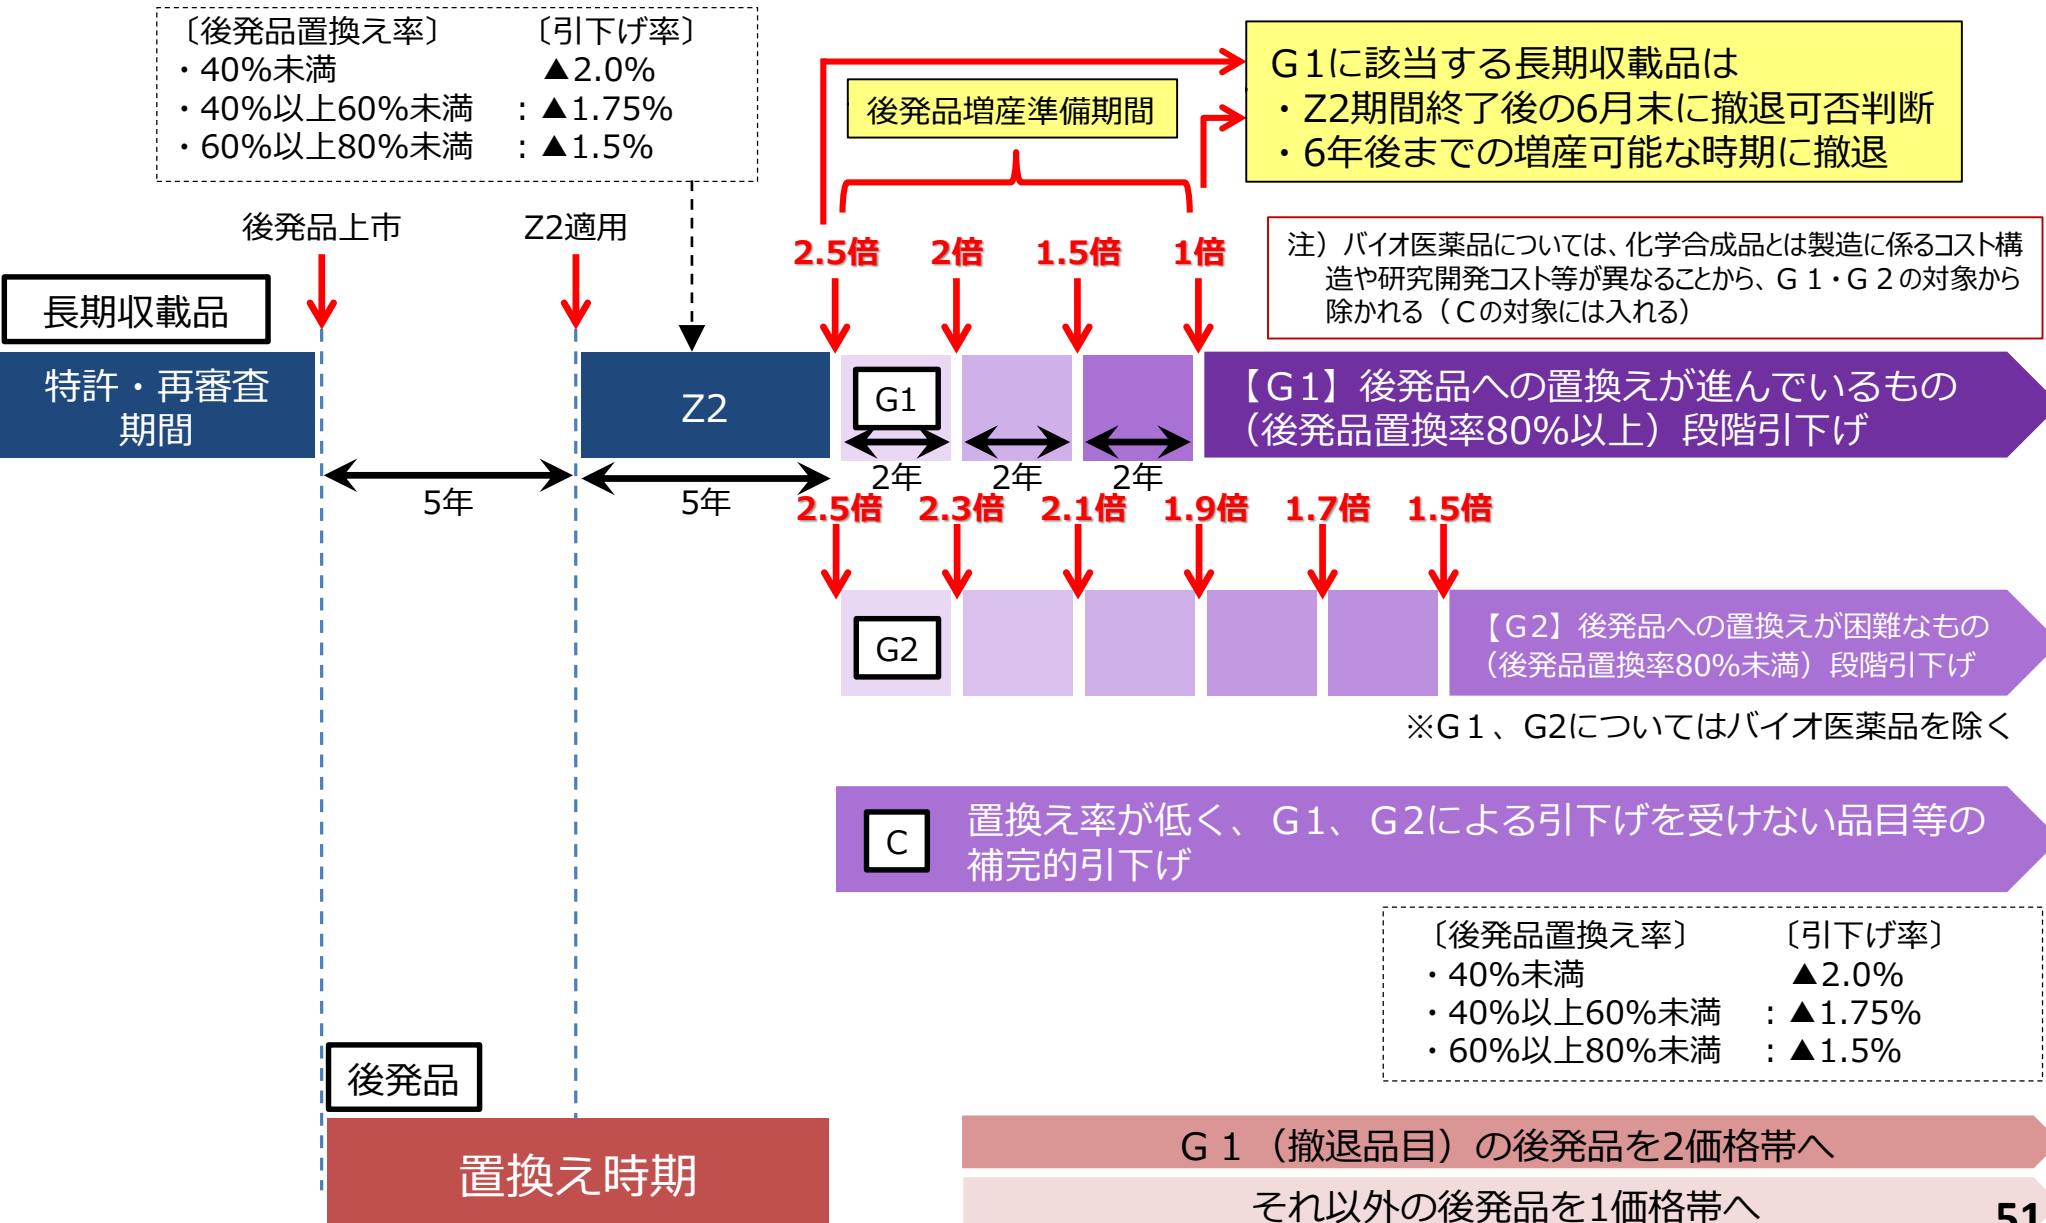 〔後発品置換え率〕 〔引下げ率〕
・40%未満 ▲2.0%
・40%以上60%未満 : ▲1.75%
・60%以上80%未満 : ▲1.5%
後発品増産準備期間
G1に該当する長期収載品は
・Z2期間終了後の6月末に撤退可否判断
・6年後までの増産可能な時期に撤退
後発品上市
Z2適用
2.5倍 2倍 1.5倍 1倍
注）バイオ医薬品については、化学合成品とは製造に係るコスト構
造や研究開発コスト等が異なることから、G１・G２の対象から
除かれる（Cの対象には入れる）
長期収載品
特許・再審査
期間
Z2
G1
【G1】後発品への置換えが進んでいるもの
（後発品置換率80%以上）段階引下げ
5年 5年 2年 2年 2年
2.5倍 2.3倍 2.1倍 1.9倍 1.7倍 1.5倍
G2
【G2】後発品への置換えが困難なもの
（後発品置換率80%未満）段階引下げ
※G１、G2についてはバイオ医薬品を除く
C
置換え率が低く、G1、G2による引下げを受けない品目等の
補完的引下げ
〔後発品置換え率〕 〔引下げ率〕
・40%未満 ▲2.0%
・40%以上60%未満 : ▲1.75%
・60%以上80%未満 : ▲1.5%
後発品
置換え時期
G１（撤退品目）の後発品を2価格帯へ
それ以外の後発品を1価格帯へ
51